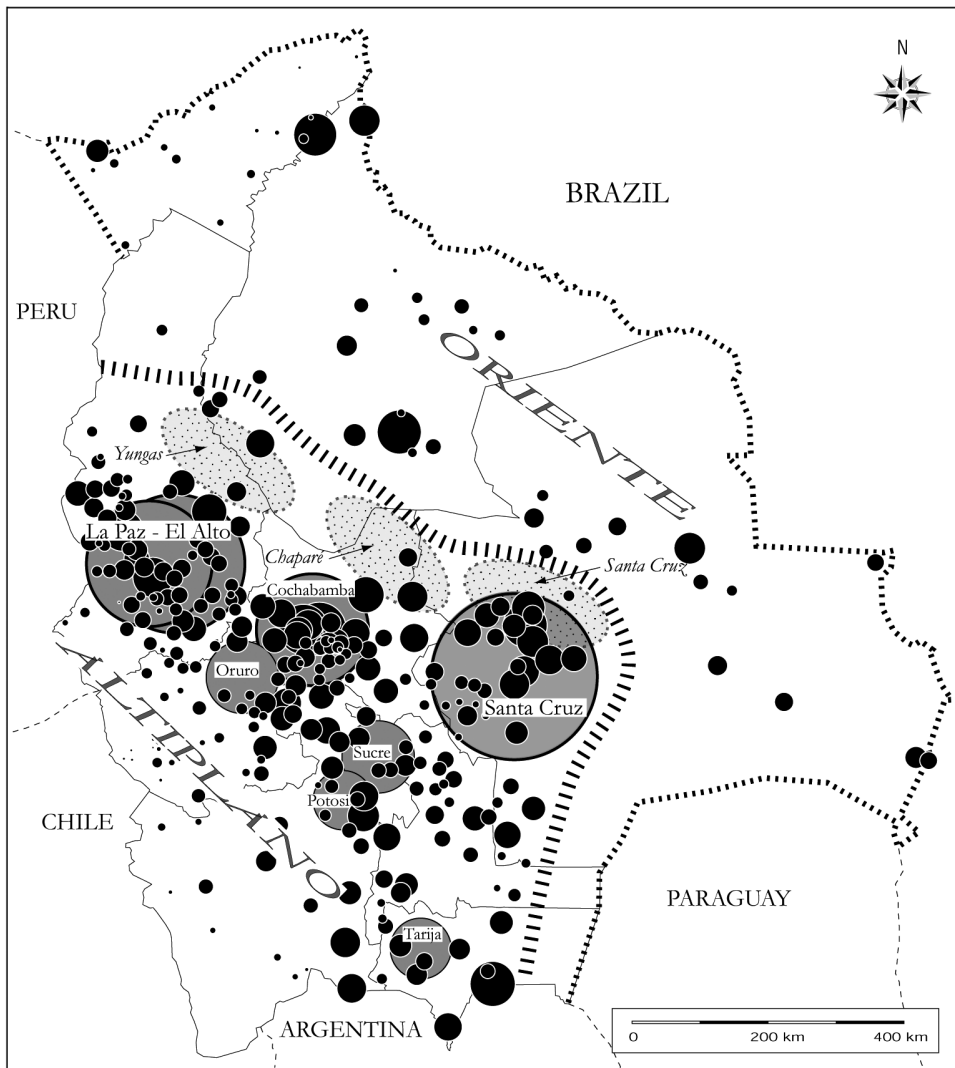 N
BRAZIL
PERU
ORIENTE
Yungas
La Paz - El Alto
Chapare
Santa Cruz
Cochabamba
Oruro
Santa Cruz
Sucre
Potosi
ALTIPLANO
CHILE
PARAGUAY
Tarija
ARGENTINA
0 200 km 400 km